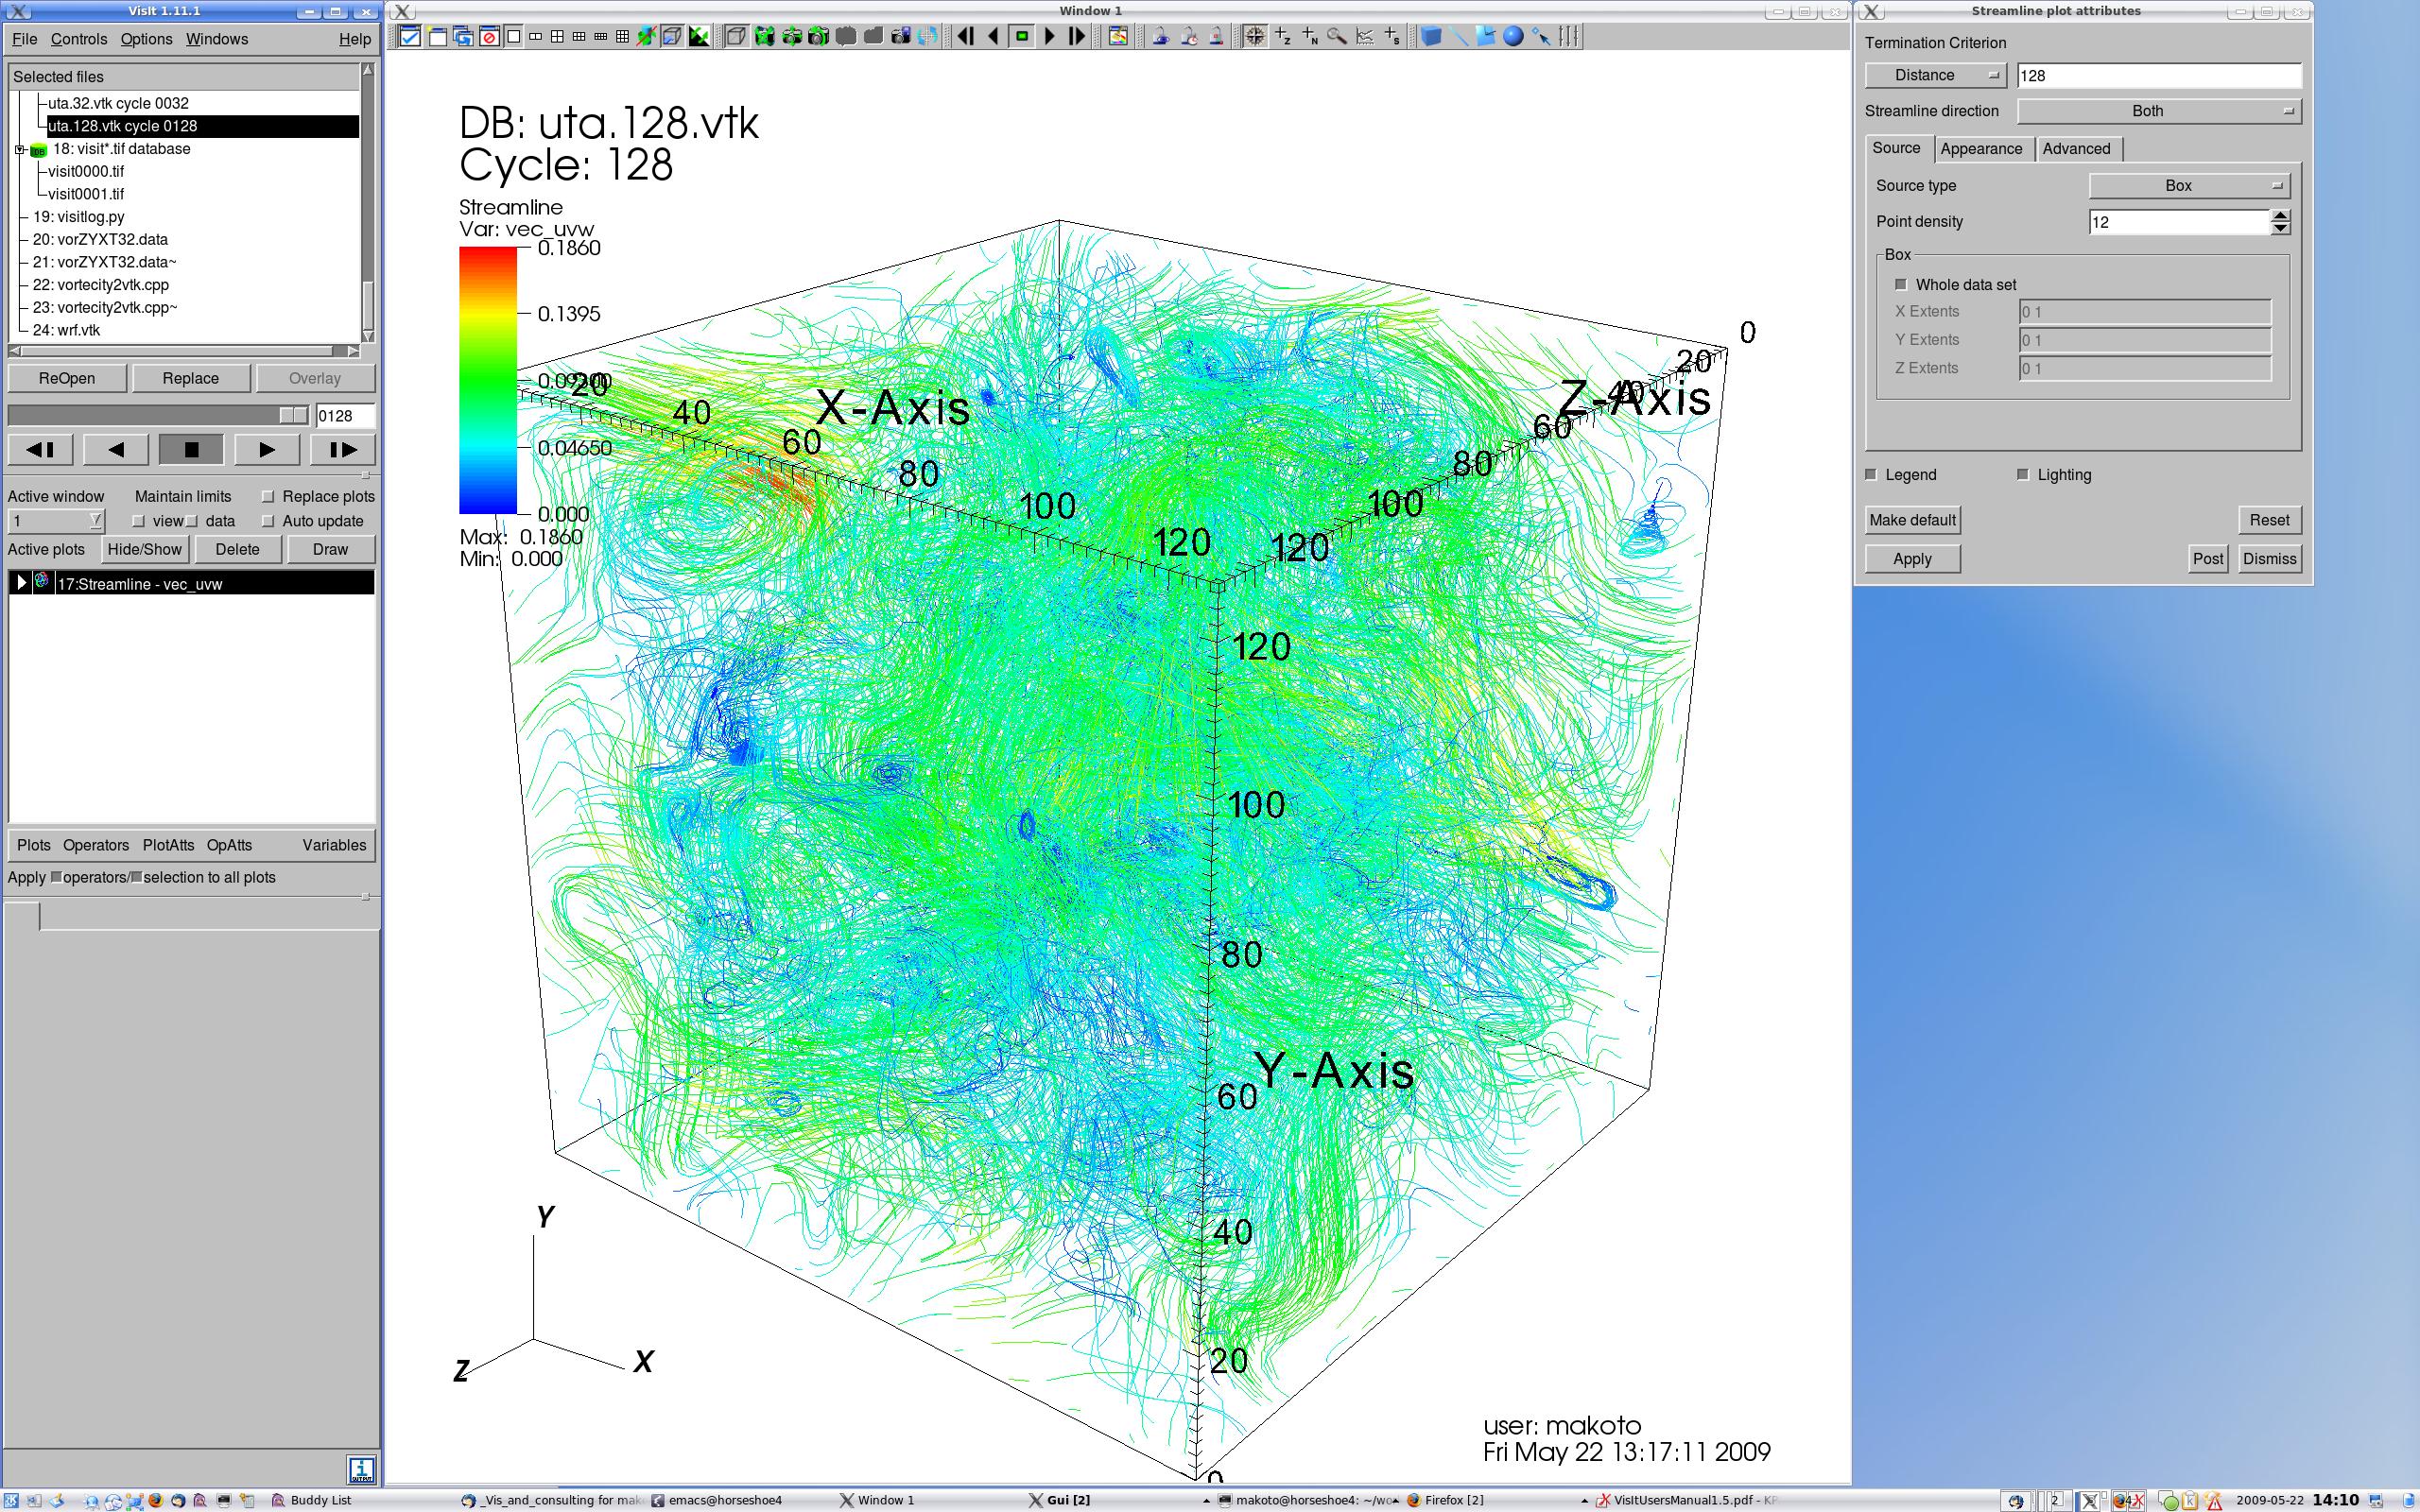 VisIt 1.11.1
File Controls Options Windows Help
Selected files
uta.32.vtk cycle 0032
uta.128.vtk cycle 0128
18: visit*.tif database
visit0000.tif
visit0001.tif
19: visitlog.py
20: vorZYXT32.data
21: vorZYXT32.data~
22: vortecity2vtk.cpp
23: vortecity2vtk.cpp~
24: wrf.vtk
ReOpen Replace Overlay
0128
Active window Maintain limits Replace plots
1 view data Auto update
Active plots Hide/Show Delete Draw
17:Streamline - vec_uvw
Plots Operators PlotAtts OpAtts Variables
Apply operators/ selection to all plots
Window 1
DB: uta.128.vtk
Cycle: 128
Streamline
Var: vec_uvw
0.1860
0.1395
0.04650
0.000
Max: 0.1860
Min: 0.000
X-Axis
20
40
60
80
100
120
Z-Axis
0
20
40
60
80
100
120
120
100
80
Y-Axis
60
40
20
0
Y
Z
X
user: makoto
Fri May 22 13:17:11 2009
Streamline plot attributes
Termination Criterion
Distance 128
Streamline direction Both
Source Appearance Advanced
Source type Box
Point density 12
Box
Whole data set
X Extents 0 1
Y Extents 0 1
Z Extents 0 1
Legend Lighting
Make default Reset
Apply Post Dismiss
Buddy List _Vis_and_consulting for mak emacs@horseshoe4 Window 1 Gui [2] makoto@horseshoe4: ~/wo Firefox [2] VisItUsersManual1.5.pdf - KP 2 2009-05-22 14:10